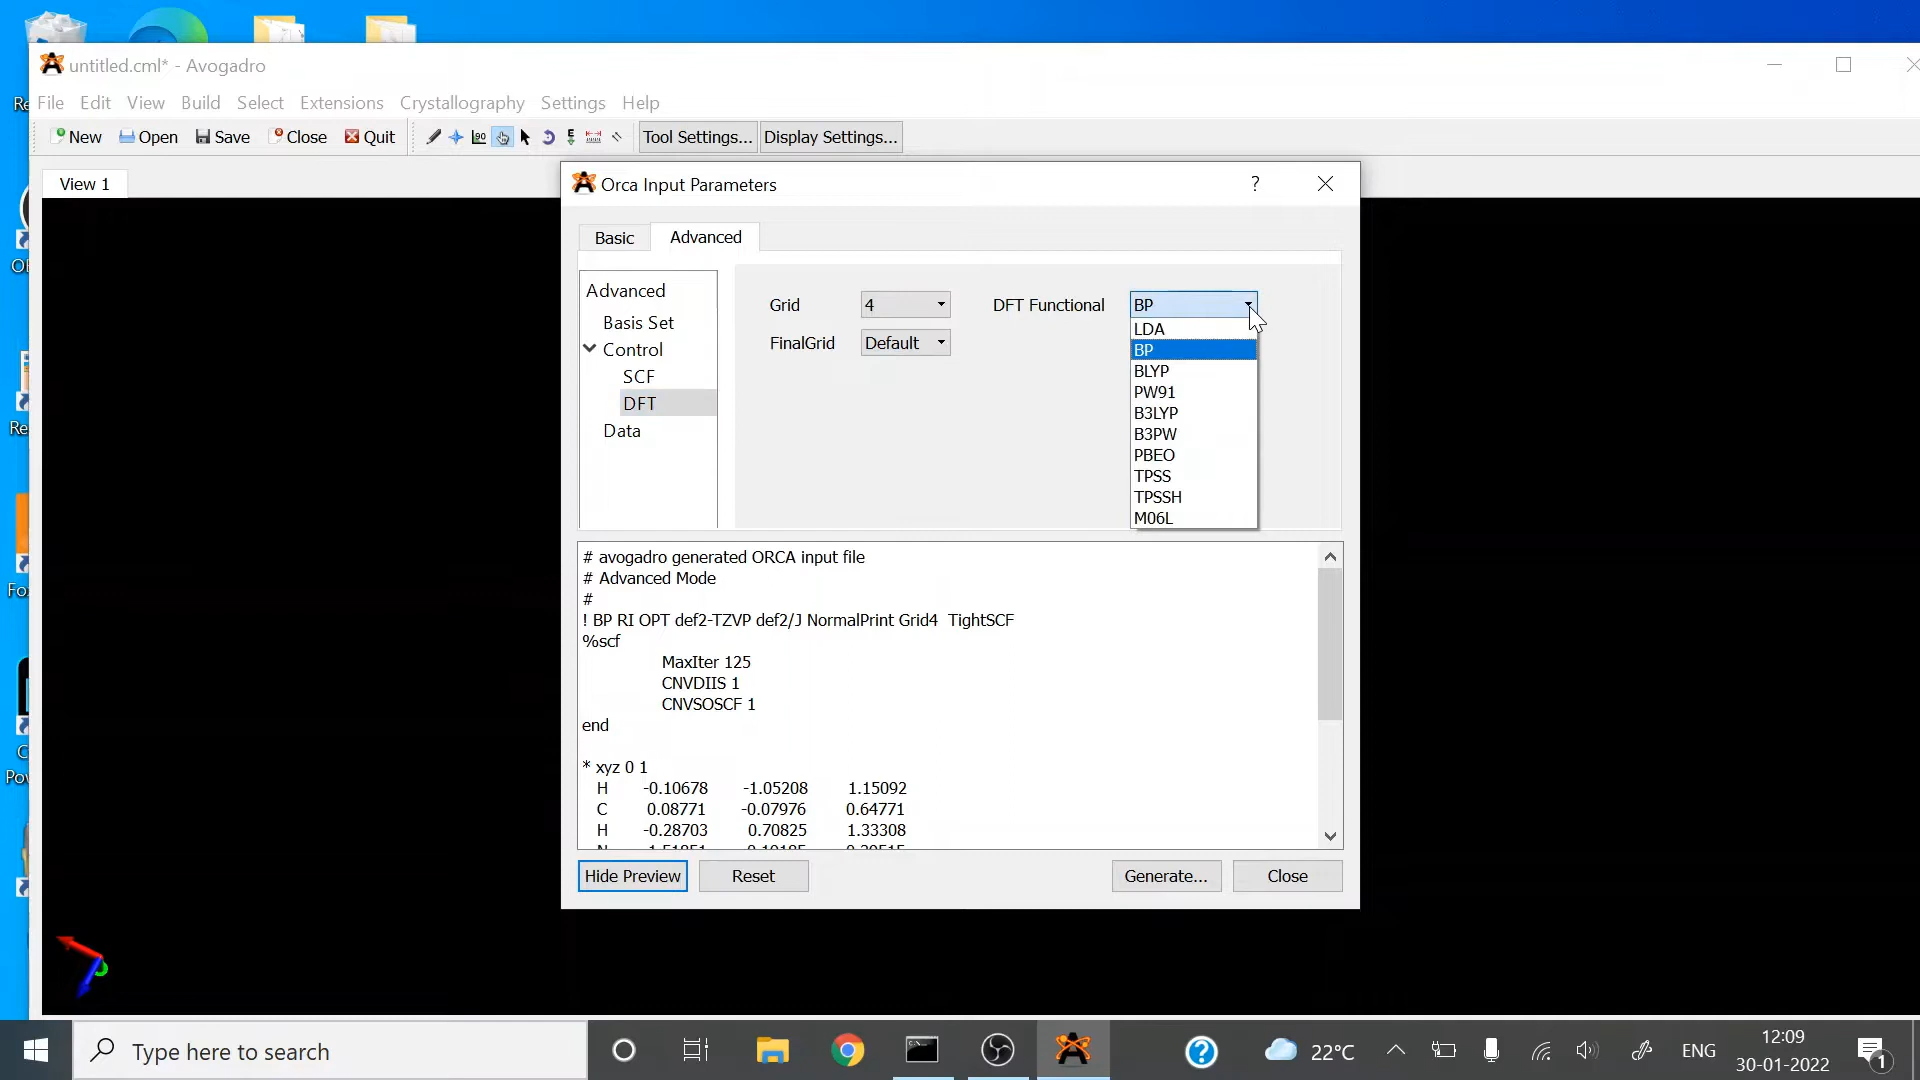 untitled.cml* - Avogadro
File Edit View Build Select Extensions Crystallography Settings Help
New Open Save Close Quit Tool Settings... Display Settings...
View 1
Orca Input Parameters
Basic Advanced
Advanced
Basis Set
Control
SCF
DFT
Data
Grid 4 DFT Functional BP
FinalGrid Default
LDA
BP
BLYP
PW91
B3LYP
B3PW
PBEO
TPSS
TPSSH
M06L
# avogadro generated ORCA input file
# Advanced Mode
#
! BP RI OPT def2-TZVP def2/J NormalPrint Grid4 TightSCF
%scf
MaxIter 125
CNVDIIS 1
CNVSOSCF 1
end
* xyz 0 1
H -0.10678 -1.05208 1.15092
C 0.08771 -0.07976 0.64771
H -0.28703 0.70825 1.33308
Hide Preview Reset Generate... Close
Type here to search
22°C ENG 12:09
30-01-2022
1